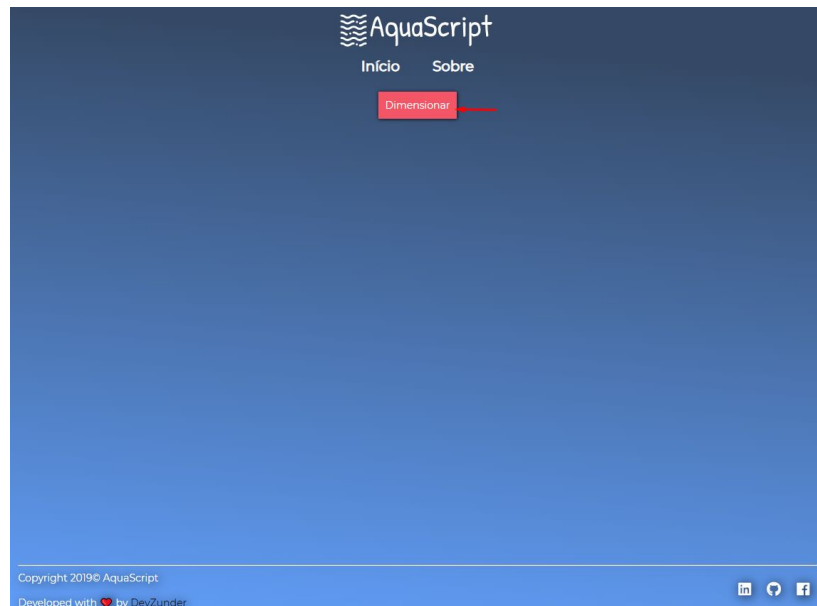 AquaScript
Início Sobre
Dimensionar
Copyright 2019© AquaScript
Developed with ❤ by DevZunder